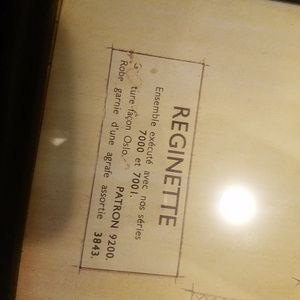 REGINETTE
Ensemble exécuté avec nos séries
7000 et 7001.
ture-façon Oslo. PATRON 9200.
Robe garnie d'une agrafe assortie 3843.